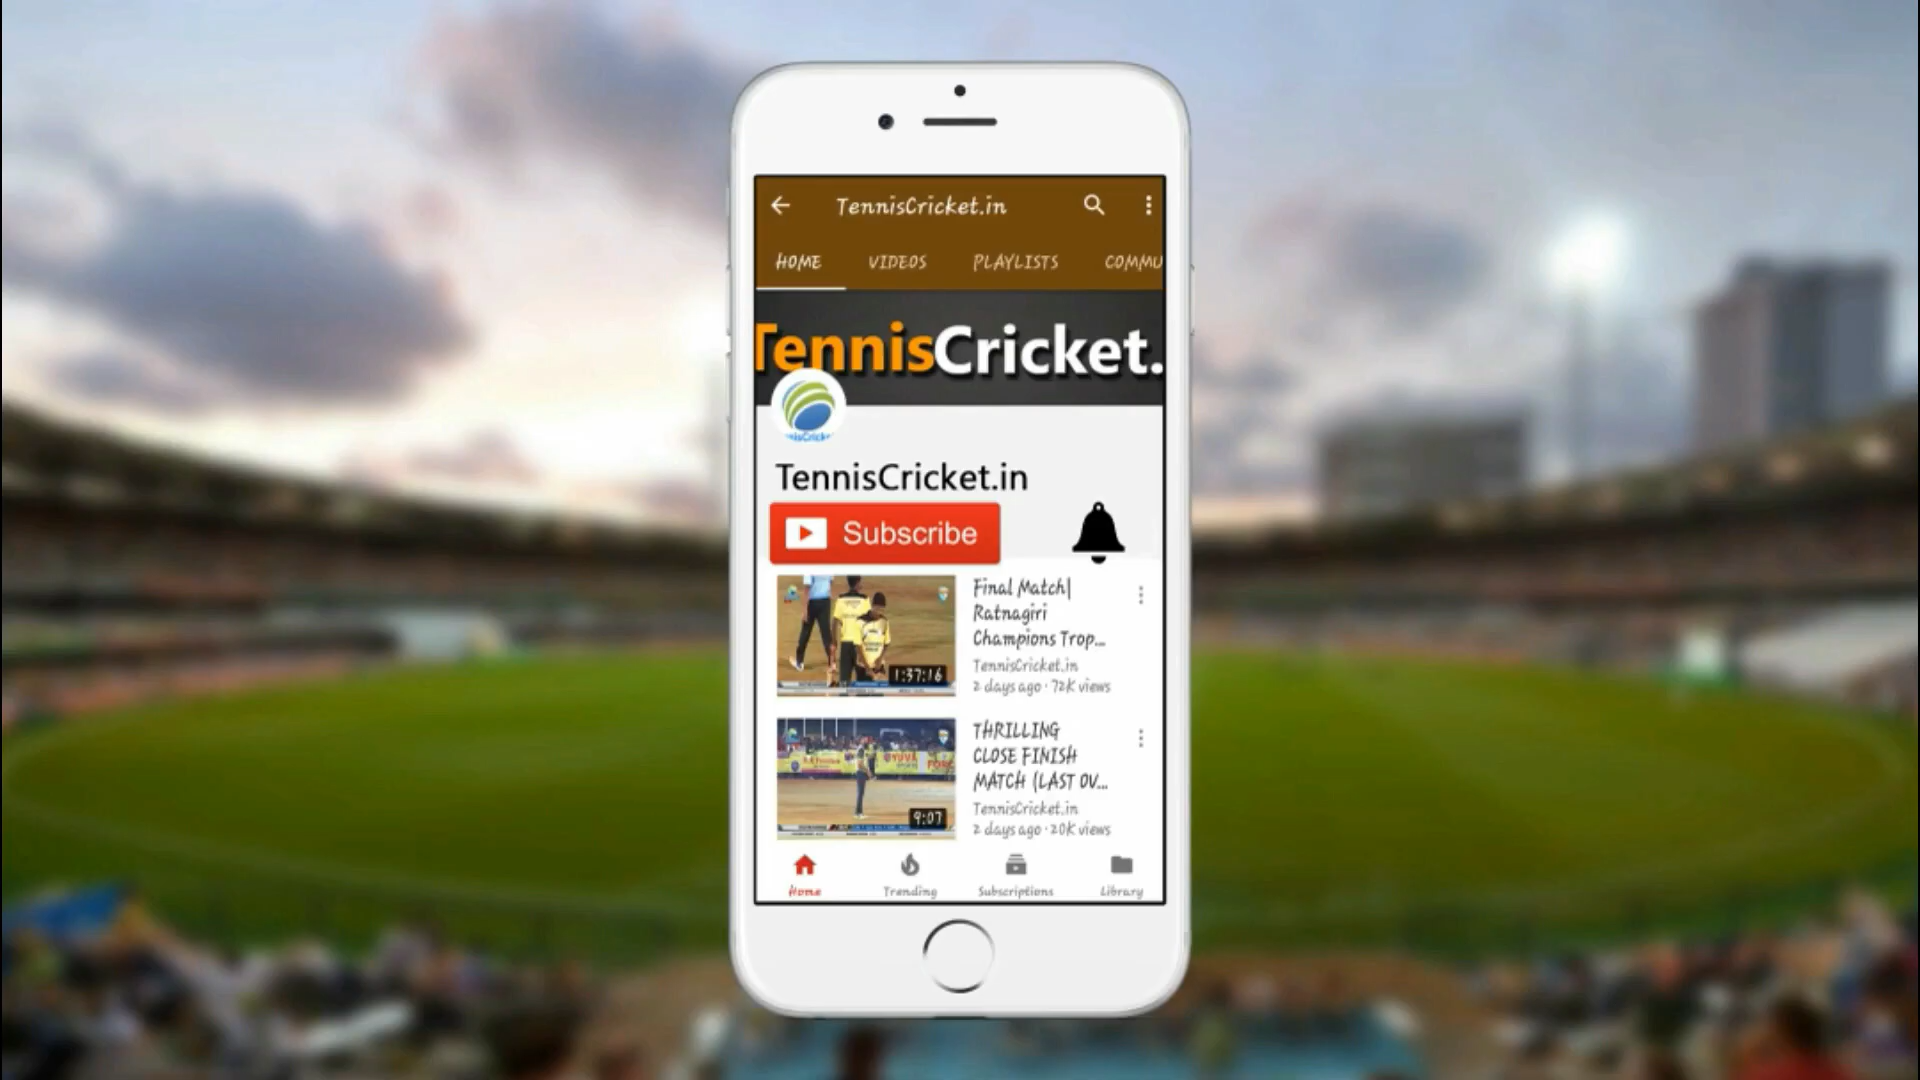 TennisCricket.in
HOME VIDEOS PLAYLISTS COMMU
TennisCricket.
TennisCricket.in
Subscribe
Final Match|
Ratnagiri
Champions Trop...
TennisCricket.in
2 days ago · 72K views
1:37:16
THRILLING
CLOSE FINISH
MATCH (LAST OV...
TennisCricket.in
2 days ago · 20K views
9:07
Home Trending Subscriptions Library